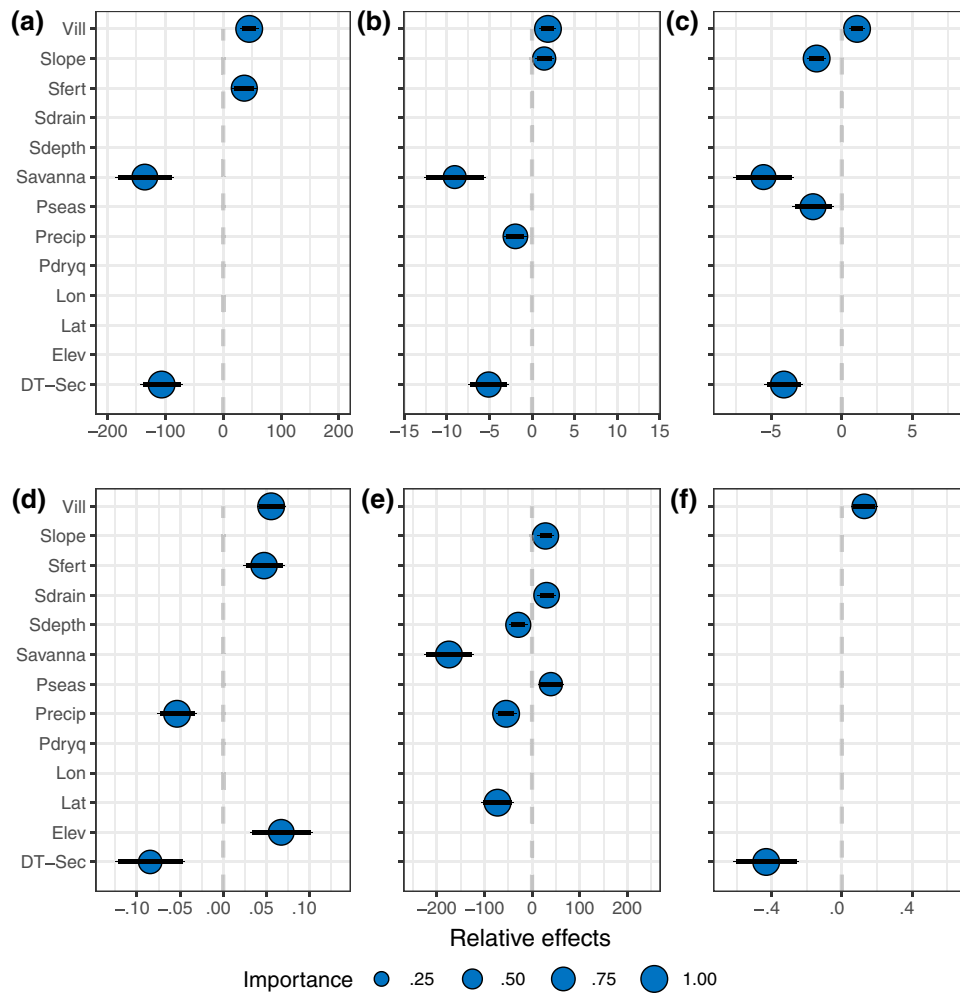 (a) (b) (c)
Vill
Slope
Sfert
Sdrain
Sdepth
Savanna
Pseas
Precip
Pdryq
Lon
Lat
Elev
DT–Sec
−200 −100 0 100 200 −15 −10 −5 0 5 10 15 −5 0 5
(d) (e) (f)
Vill
Slope
Sfert
Sdrain
Sdepth
Savanna
Pseas
Precip
Pdryq
Lon
Lat
Elev
DT–Sec
−.10 −.05 .00 .05 .10 −200 −100 0 100 200 −.4 .0 .4
Relative effects
Importance .25 .50 .75 1.00